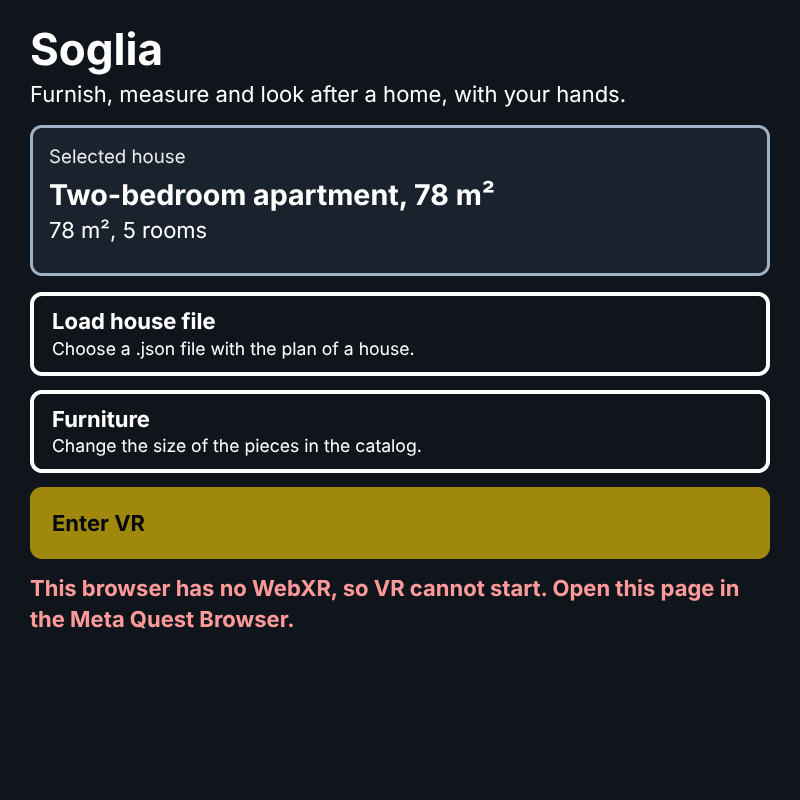 Soglia
Furnish, measure and look after a home, with your hands.
Selected house
Two-bedroom apartment, 78 m²
78 m², 5 rooms
Load house file
Choose a .json file with the plan of a house.
Furniture
Change the size of the pieces in the catalog.
Enter VR
This browser has no WebXR, so VR cannot start. Open this page in
the Meta Quest Browser.